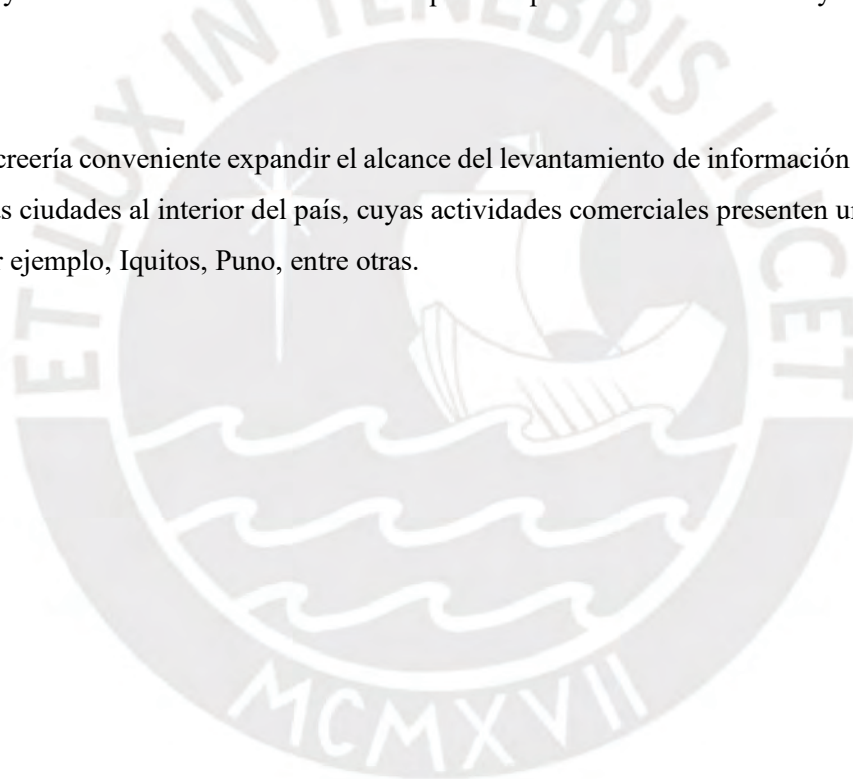 ET LUX IN TENEBRIS LUCET
creería conveniente expandir el alcance del levantamiento de información
ciudades al interior del país, cuyas actividades comerciales presenten
ejemplo, Iquitos, Puno, entre otras.
MCMXVII